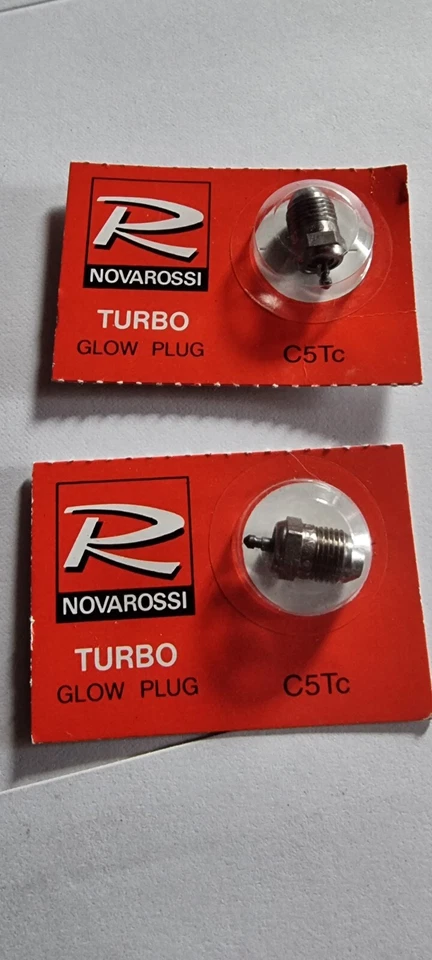 R
NOVAROSSI
TURBO
GLOW PLUG
C5Tc
R
NOVAROSSI
TURBO
GLOW PLUG
C5Tc